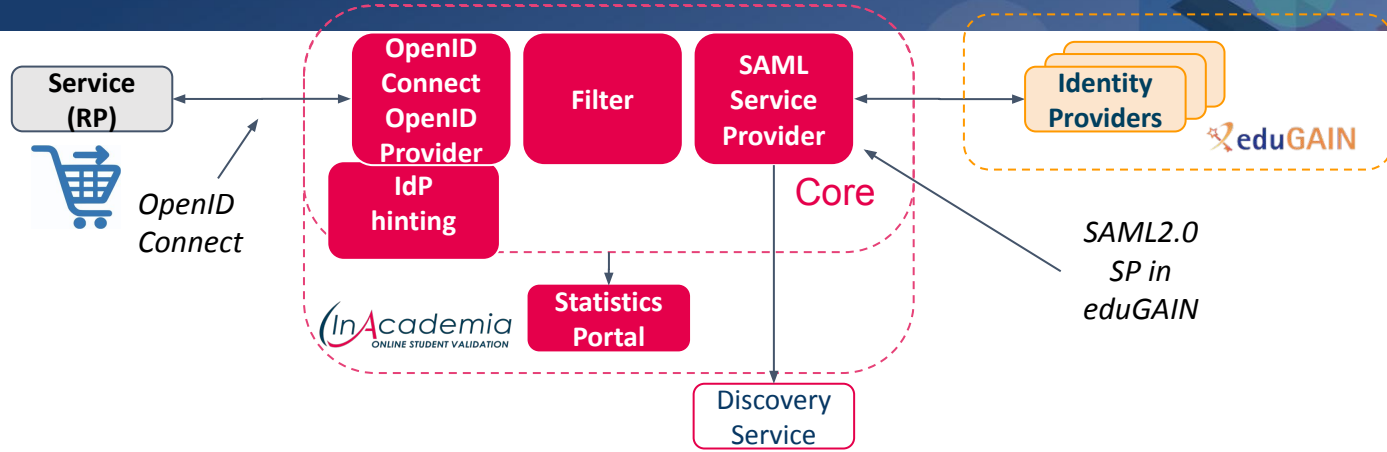 Service
(RP)
OpenID
Connect
OpenID
Connect
OpenID
Provider
IdP
hinting
Filter
SAML
Service
Provider
Core
Statistics
Portal
InAcademia
ONLINE STUDENT VALIDATION
Discovery
Service
Identity
Providers
eduGAIN
SAML2.0
SP in
eduGAIN